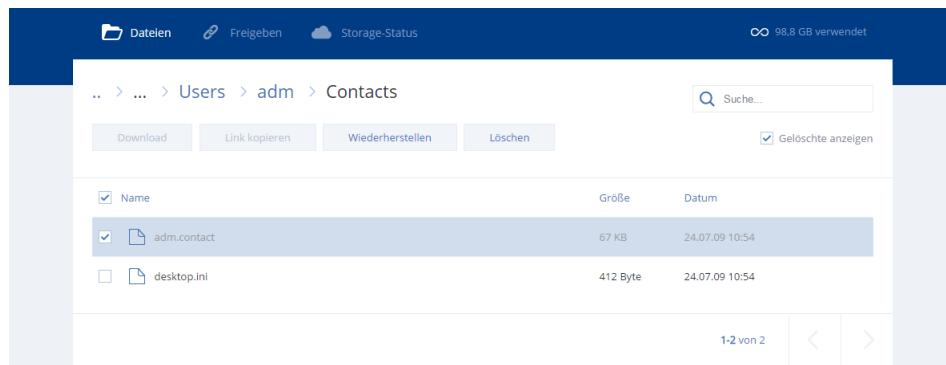 Dateien Freigeben Storage-Status 98,8 GB verwendet
.. > ... > Users > adm > Contacts
Suche...
Download Link kopieren Wiederherstellen Löschen
Gelöschte anzeigen
Name Größe Datum
adm.contact 67 KB 24.07.09 10:54
desktop.ini 412 Byte 24.07.09 10:54
1-2 von 2